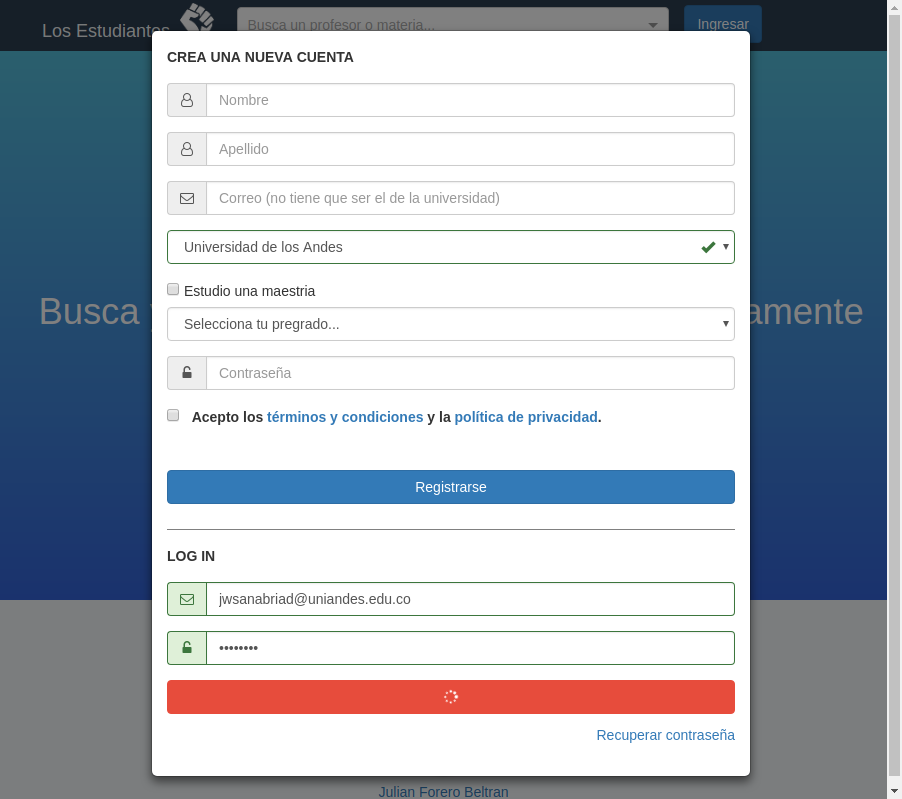 Los Estudiantes
Busca un profesor o materia...
Ingresar
CREA UNA NUEVA CUENTA
Nombre
Apellido
Correo (no tiene que ser el de la universidad)
Universidad de los Andes
Estudio una maestria
Busca
amente
Selecciona tu pregrado...
Contraseña
Acepto los términos y condiciones y la política de privacidad.
Registrarse
LOG IN
jwsanabriad@uniandes.edu.co
••••••••
Recuperar contraseña
Julian Forero Beltran